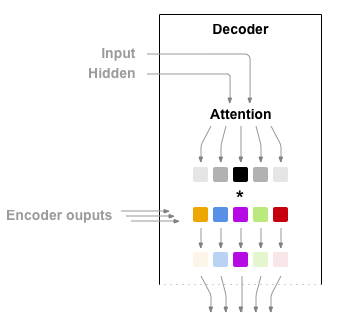 Decoder
Input
Hidden
Attention
*
Encoder ouputs